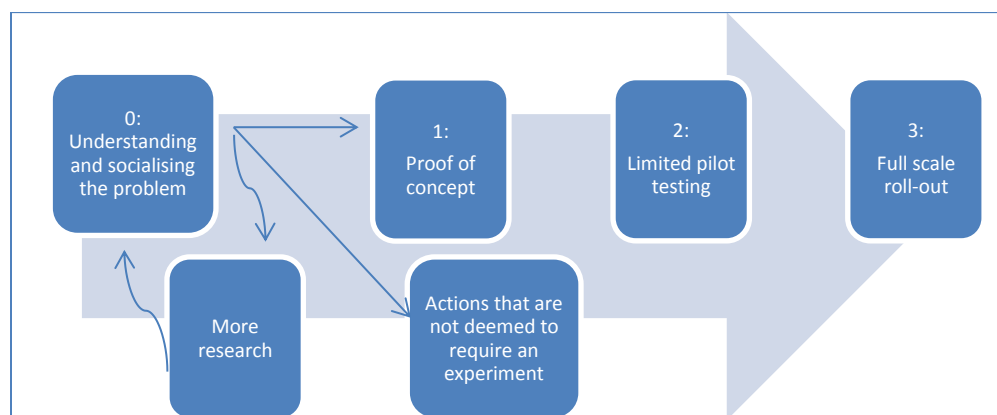 0:
Understanding
and socialising
the problem
1:
Proof of
concept
2:
Limited pilot
testing
3:
Full scale
roll-out
More
research
Actions that are
not deemed to
require an
experiment